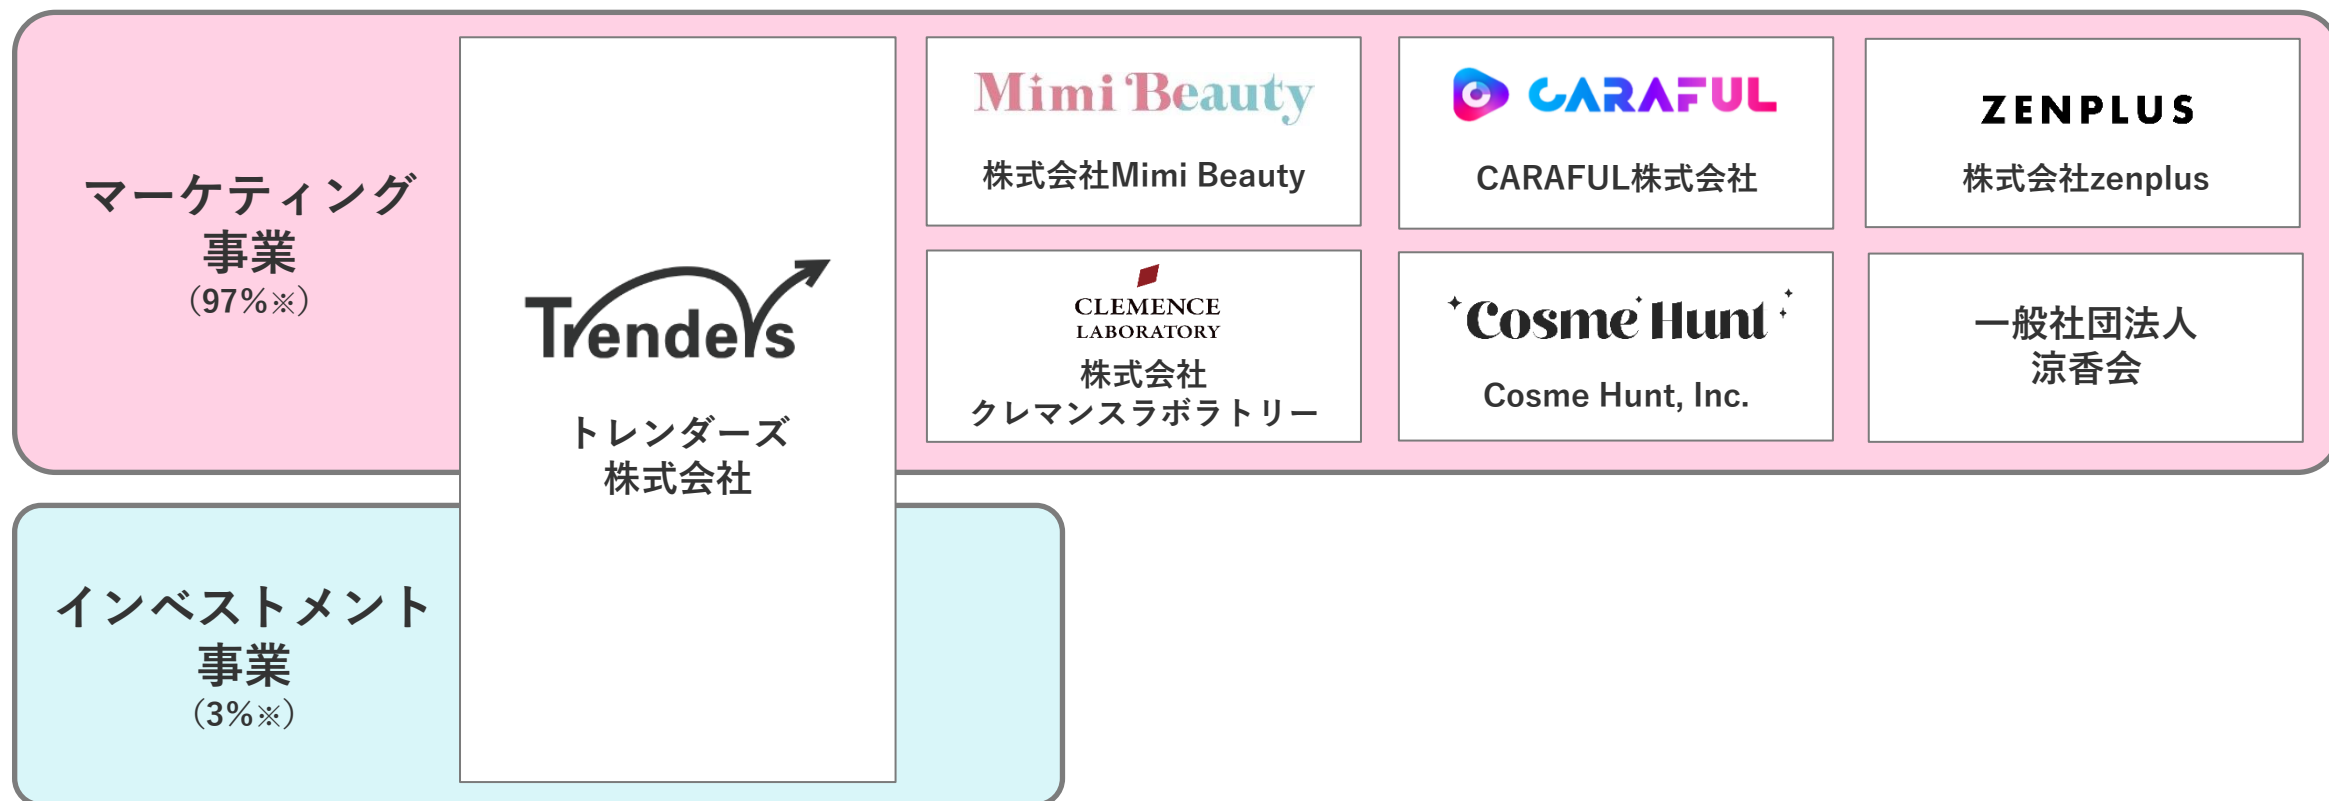 マーケティング
事業
（97%※）
Trenders
トレンダーズ
株式会社
Mimi Beauty
株式会社Mimi Beauty
CARAFUL
CARAFUL株式会社
ZENPLUS
株式会社zenplus
CLEMENCE
LABORATORY
株式会社
クレマンスラボラトリー
Cosme Hunt
Cosme Hunt, Inc.
一般社団法人
涼香会
インベストメント
事業
（3%※）